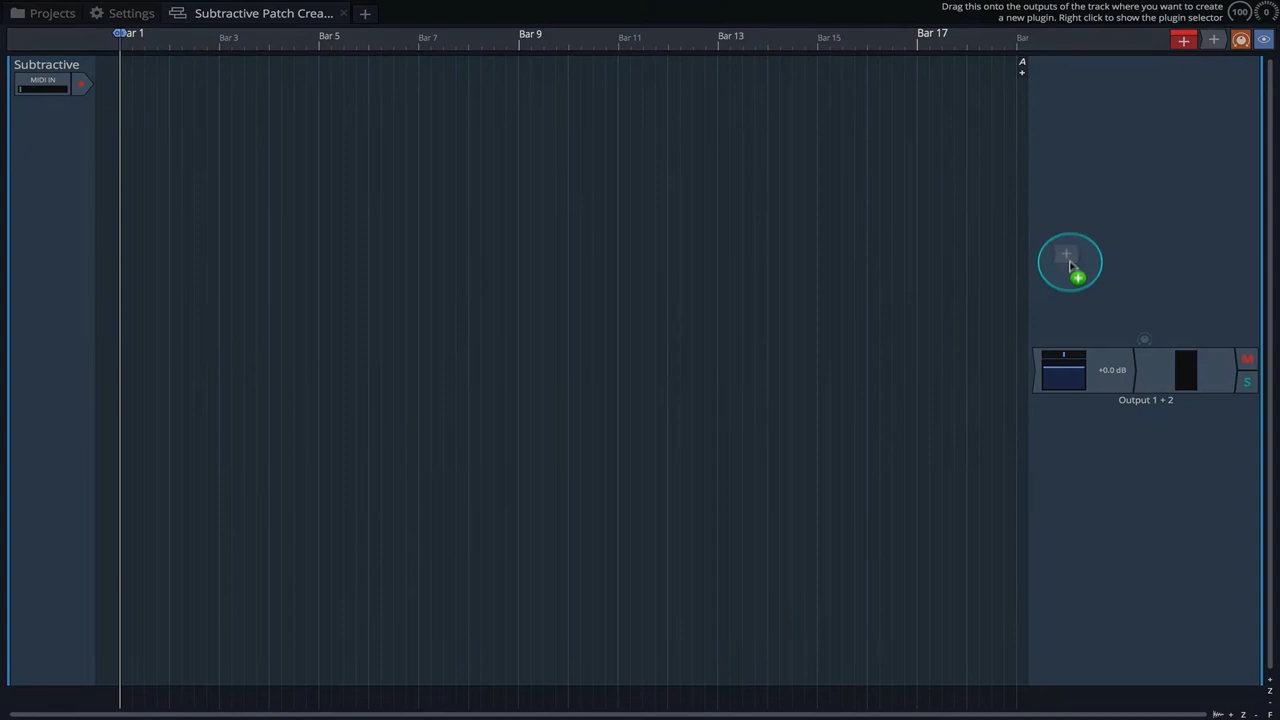 Projects
Settings
Subtractive Patch Crea...
Drag this onto the outputs of the track where you want to create
a new plugin. Right click to show the plugin selector
100
0
Bar 1
Bar 3
Bar 5
Bar 7
Bar 9
Bar 11
Bar 13
Bar 15
Bar 17
Bar
Subtractive
MIDI IN
A
+
+0.0 dB
M
S
Output 1 + 2
+
Z
-
+ Z - F